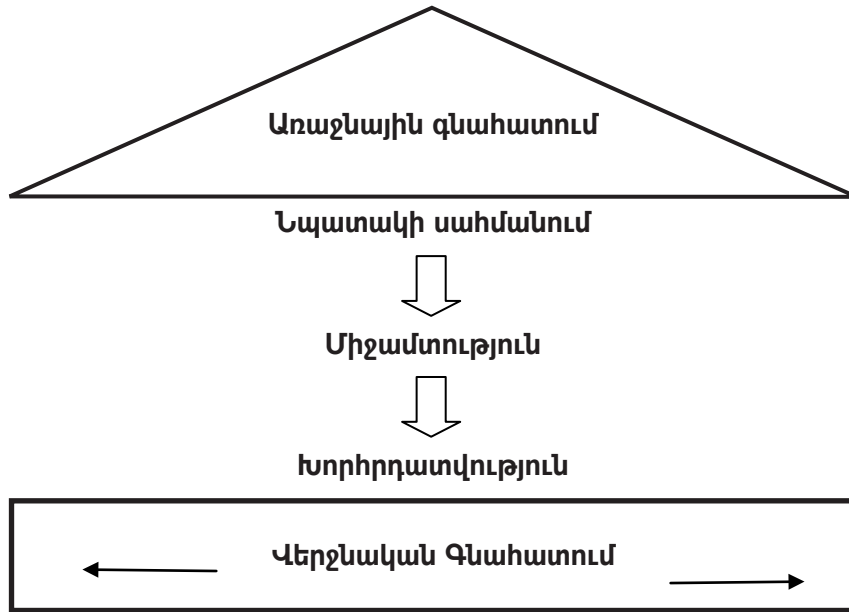 Առաջնային գնահատում
Նպատակի սահմանում
Միջամտություն
Խորհրդատվություն
Վերջնական Գնահատում